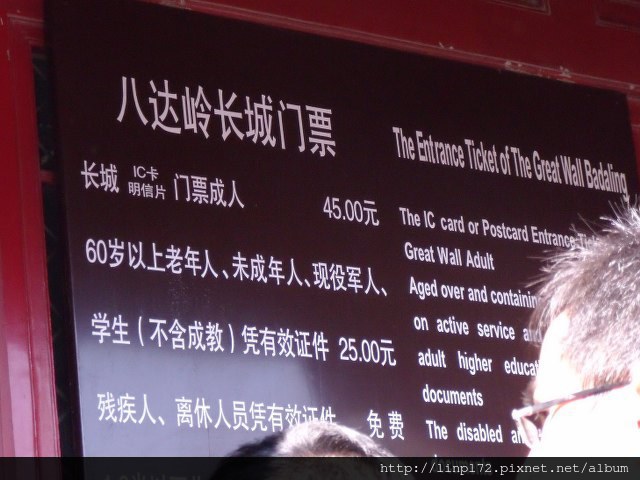 八达岭长城门票
The Entrance Ticket of The Great Wall Badaling
长城 IC卡 明信片 门票成人 45.00元
The IC card or Postcard Entrance
Great Wall Adult
60岁以上老年人、未成年人、现役军人、
Aged over and containing
on active service
学生（不含成教）凭有效证件 25.00元
adult higher
documents
残疾人、离休人员凭有效证件 免费
The disabled
http://linp172.pixnet.net/album